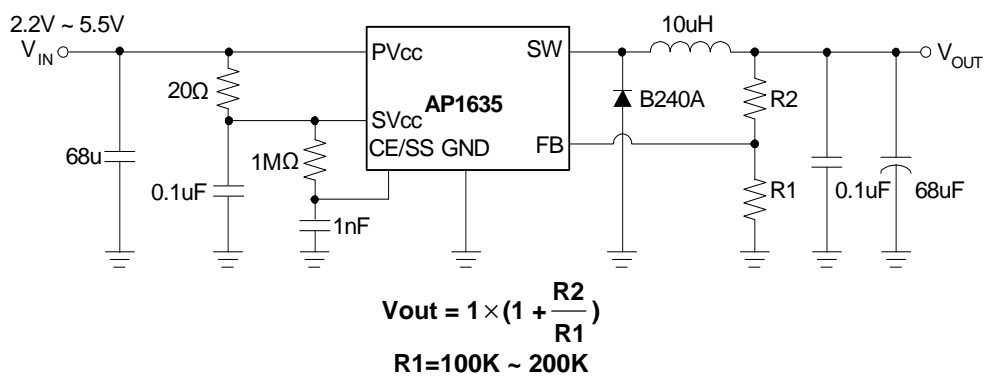 2.2V ~ 5.5V
VIN
PVcc
SW
10uH
VOUT
20Ω
AP1635
B240A
R2
SVcc
CE/SS GND
FB
68u
1MΩ
0.1uF
R1
0.1uF
68uF
1nF
Vout = 1×(1 + R2/R1)
R1=100K ~ 200K